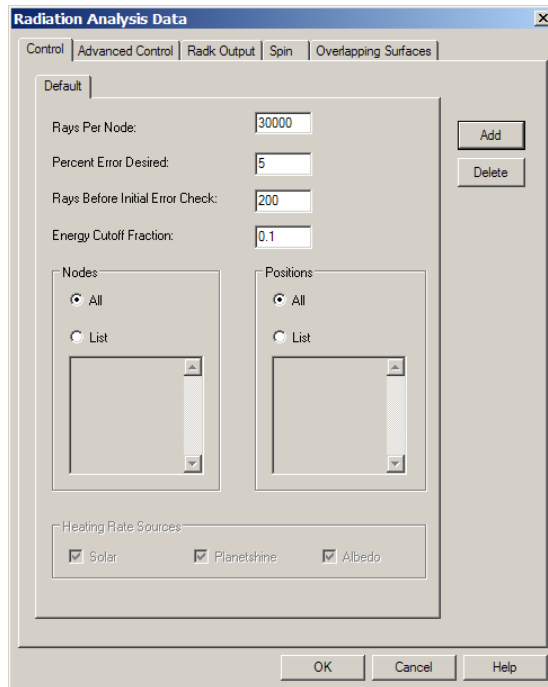 Radiation Analysis Data
Control Advanced Control Radk Output Spin Overlapping Surfaces
Default
Rays Per Node: 30000
Percent Error Desired: 5
Rays Before Initial Error Check: 200
Energy Cutoff Fraction: 0.1
Add
Delete
Nodes
All
List
Positions
All
List
Heating Rate Sources
Solar Planetshine Albedo
OK Cancel Help